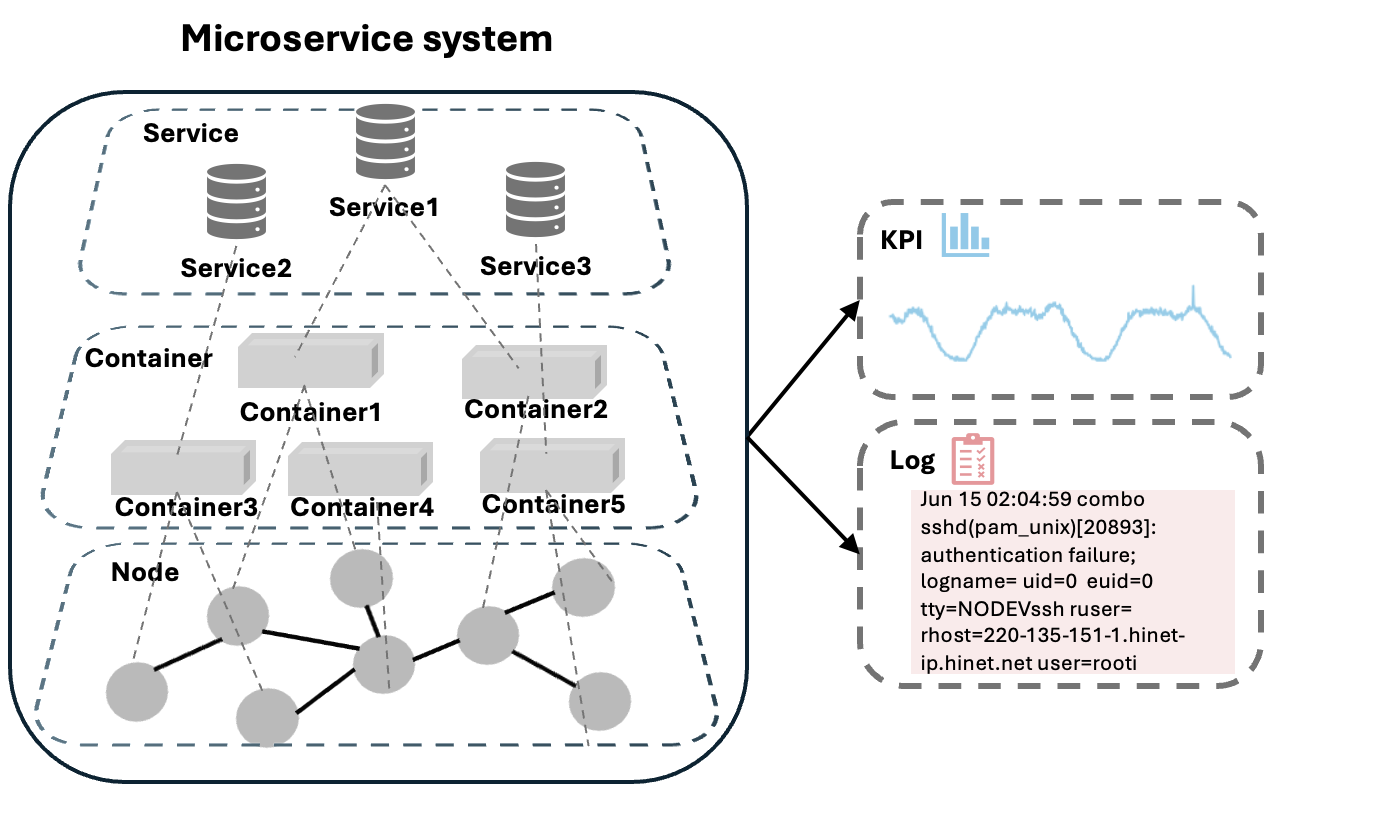 Microservice system
Service
Service1
Service2
Service3
Container
Container1
Container2
Container3
Container4
Container5
Node
KPI
Log
Jun 15 02:04:59 combo
sshd(pam_unix)[20893]:
authentication failure;
logname= uid=0  euid=0
tty=NODEVssh ruser=
rhost=220-135-151-1.hinet-
ip.hinet.net user=rooti